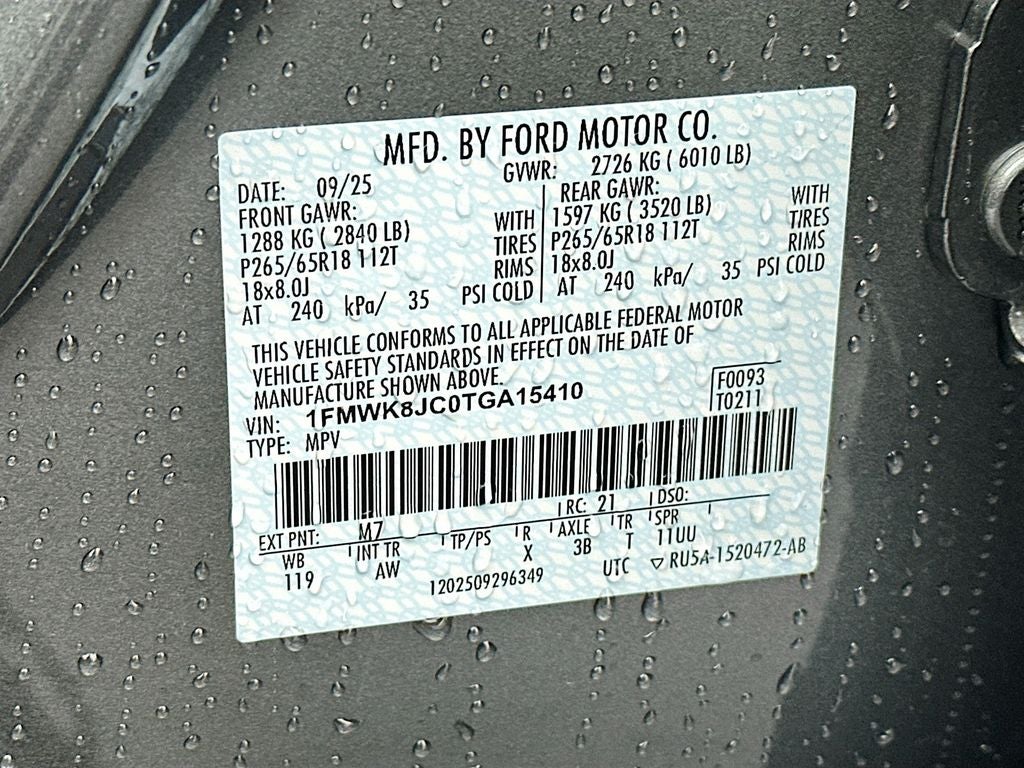 MFD. BY FORD MOTOR CO.
DATE: 09/25 GVWR: 2726 KG ( 6010 LB)
FRONT GAWR: REAR GAWR:
1288 KG ( 2840 LB) WITH 1597 KG ( 3520 LB) WITH
P265/65R18 112T TIRES P265/65R18 112T TIRES
18x8.0J RIMS 18x8.0J RIMS
AT 240 kPa/ 35 PSI COLD AT 240 kPa/ 35 PSI COLD
THIS VEHICLE CONFORMS TO ALL APPLICABLE FEDERAL MOTOR
VEHICLE SAFETY STANDARDS IN EFFECT ON THE DATE OF
MANUFACTURE SHOWN ABOVE.
VIN: 1FMWK8JC0TGA15410 F0093
TYPE: MPV T0211
EXT PNT: M7 RC: 21 DSO:
WB INT TR TP/PS R AXLE TR SPR
119 AW X 3B T 11UU
1202509296349 UTC ▽ RU5A-1520472-AB